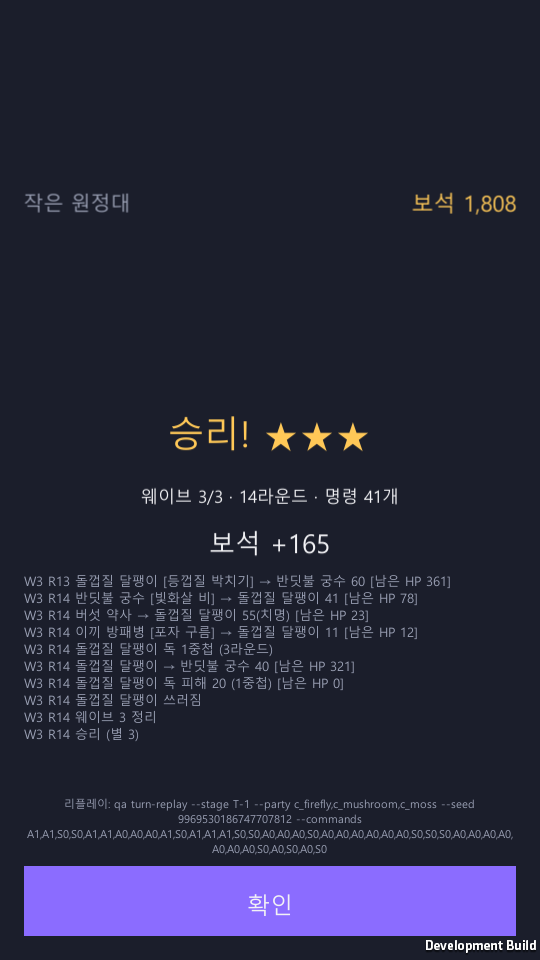 작은 원정대
보석 1,808
승리! ★★★
웨이브 3/3 · 14라운드 · 명령 41개
보석 +165
W3 R13 돌껍질 달팽이 [등껍질 박치기] → 반딧불 궁수 60 [남은 HP 361]
W3 R14 반딧불 궁수 [빛화살 비] → 돌껍질 달팽이 41 [남은 HP 78]
W3 R14 버섯 약사 → 돌껍질 달팽이 55(치명) [남은 HP 23]
W3 R14 이끼 방패병 [포자 구름] → 돌껍질 달팽이 11 [남은 HP 12]
W3 R14 돌껍질 달팽이 독 1중첩 (3라운드)
W3 R14 돌껍질 달팽이 → 반딧불 궁수 40 [남은 HP 321]
W3 R14 돌껍질 달팽이 독 피해 20 (1중첩) [남은 HP 0]
W3 R14 돌껍질 달팽이 쓰러짐
W3 R14 웨이브 3 정리
W3 R14 승리 (별 3)
리플레이: qa turn-replay --stage T-1 --party c_firefly,c_mushroom,c_moss --seed
9969530186747707812 --commands
A1,A1,S0,S0,A1,A1,A0,A0,A0,A1,S0,A1,A1,A1,S0,S0,A0,A0,A0,S0,A0,A0,A0,A0,A0,A0,S0,S0,S0,A0,A0,A0,A0,
A0,A0,A0,S0,A0,S0,A0,S0
확인
Development Build